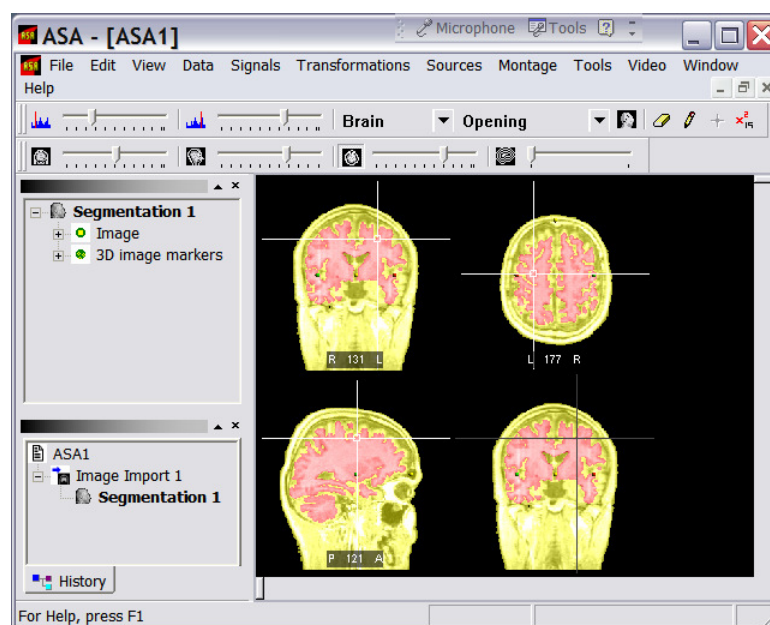 ASA - [ASA1]
Microphone Tools
File Edit View Data Signals Transformations Sources Montage Tools Video Window
Help
Brain Opening
Segmentation 1
Image
3D image markers
R 131 L
L 177 R
ASA1
Image Import 1
Segmentation 1
P 121 A
History
For Help, press F1